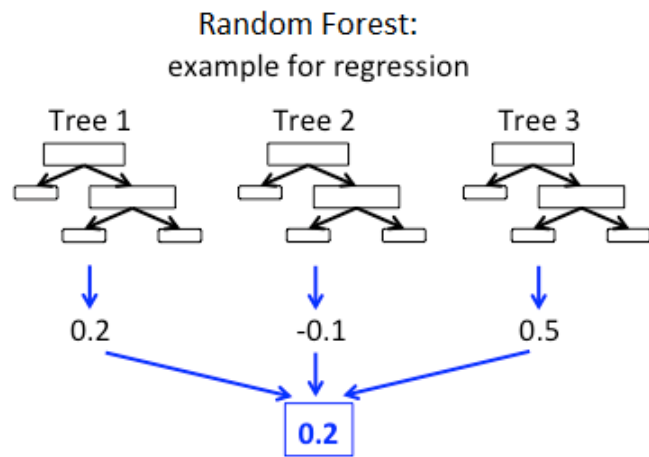 Random Forest:
example for regression
Tree 1 Tree 2 Tree 3
0.2 -0.1 0.5
0.2